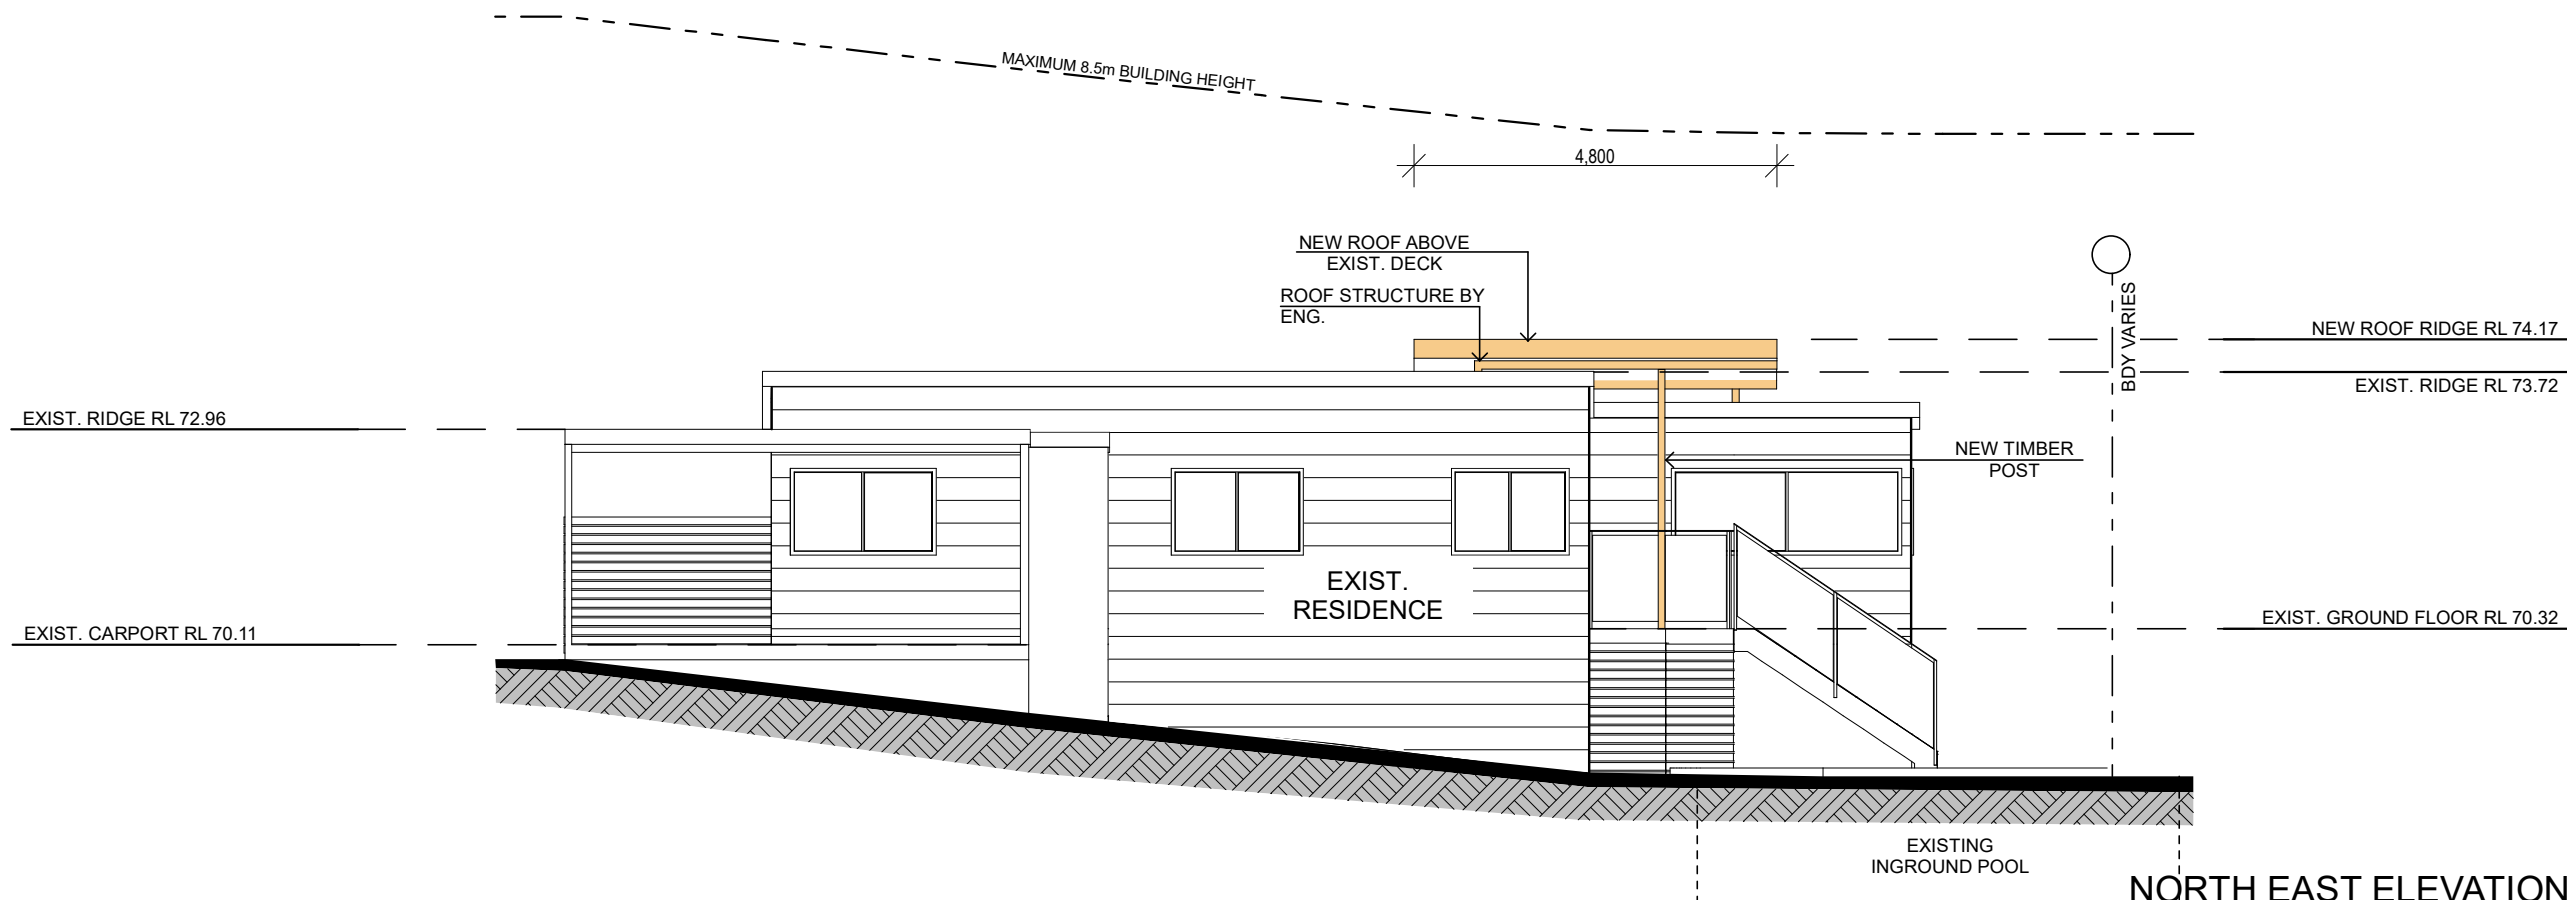 MAXIMUM 8.5m BUILDING HEIGHT
4,800
NEW ROOF ABOVE
EXIST. DECK
ROOF STRUCTURE BY
ENG.
BDY VARIES
NEW ROOF RIDGE RL 74.17
EXIST. RIDGE RL 73.72
EXIST. RIDGE RL 72.96
NEW TIMBER
POST
EXIST.
RESIDENCE
EXIST. CARPORT RL 70.11
EXIST. GROUND FLOOR RL 70.32
EXISTING
INGROUND POOL
NORTH EAST ELEVATION